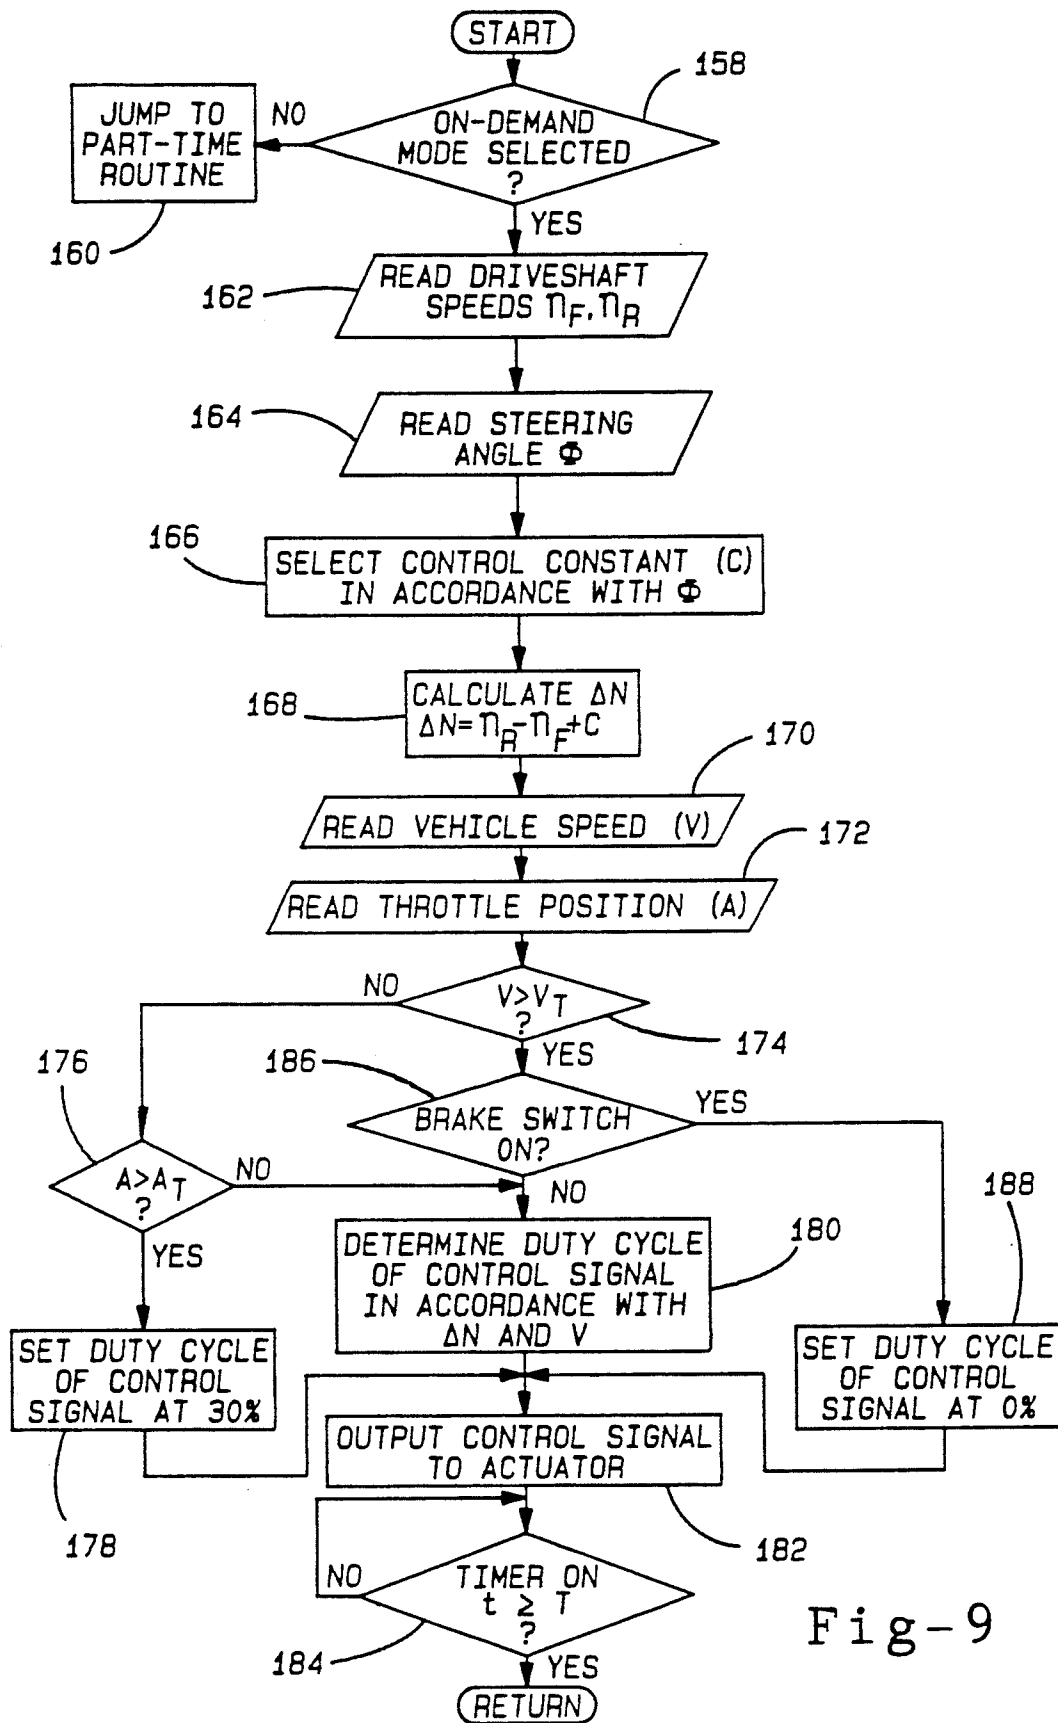 START
158
ON-DEMAND
MODE SELECTED
?
NO
JUMP TO
PART-TIME
ROUTINE
160
YES
READ DRIVESHAFT
SPEEDS ηF, ηR
162
READ STEERING
ANGLE Φ
164
166
SELECT CONTROL CONSTANT (C)
IN ACCORDANCE WITH Φ
168
CALCULATE ΔN
ΔN=ηR-ηF+C
170
READ VEHICLE SPEED (V)
172
READ THROTTLE POSITION (A)
NO
V>VT
?
174
YES
176
186
BRAKE SWITCH
ON?
YES
A>AT
?
NO
NO
188
YES
DETERMINE DUTY CYCLE
OF CONTROL SIGNAL
IN ACCORDANCE WITH
ΔN AND V
180
SET DUTY CYCLE
OF CONTROL
SIGNAL AT 30%
SET DUTY CYCLE
OF CONTROL
SIGNAL AT 0%
OUTPUT CONTROL SIGNAL
TO ACTUATOR
178
182
NO
TIMER ON
t ≥ T
?
184
YES
RETURN
Fig-9